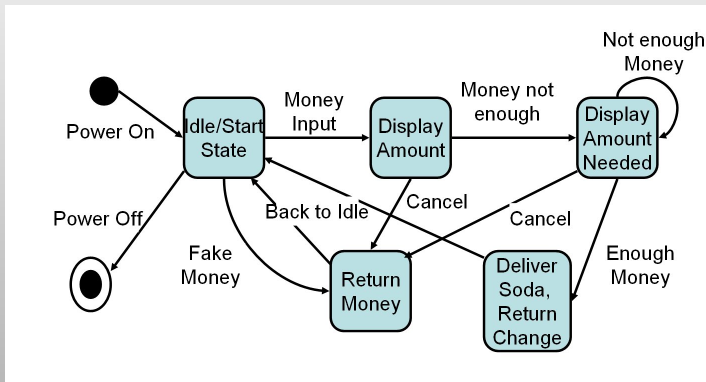 Not enough
Money
Money not
enough
Money
Input
Power On
Idle/Start
State
Display
Amount
Display
Amount
Needed
Power Off
Back to Idle
Cancel
Cancel
Fake
Money
Enough
Money
Return
Money
Deliver
Soda,
Return
Change